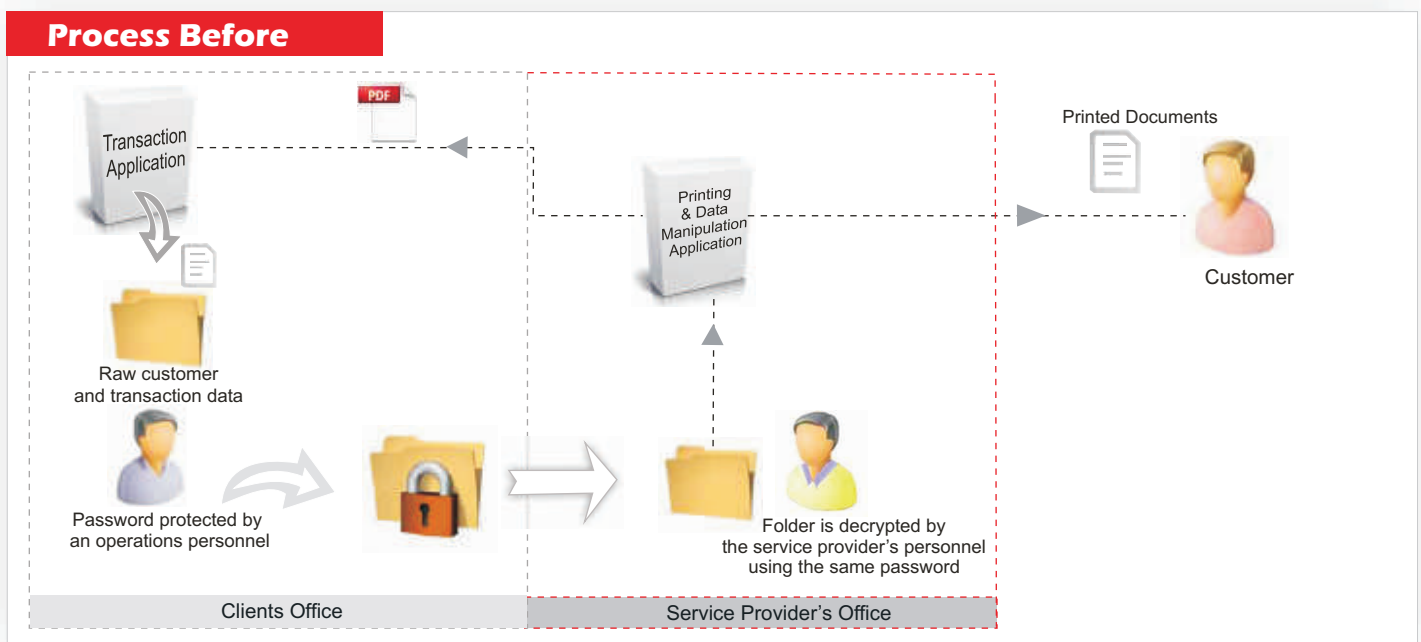 Process Before
PDF
Transaction
Application
Printed Documents
Printing
& Data
Manipulation
Application
Customer
Raw customer
and transaction data
Password protected by
an operations personnel
Folder is decrypted by
the service provider's personnel
using the same password
Clients Office
Service Provider's Office